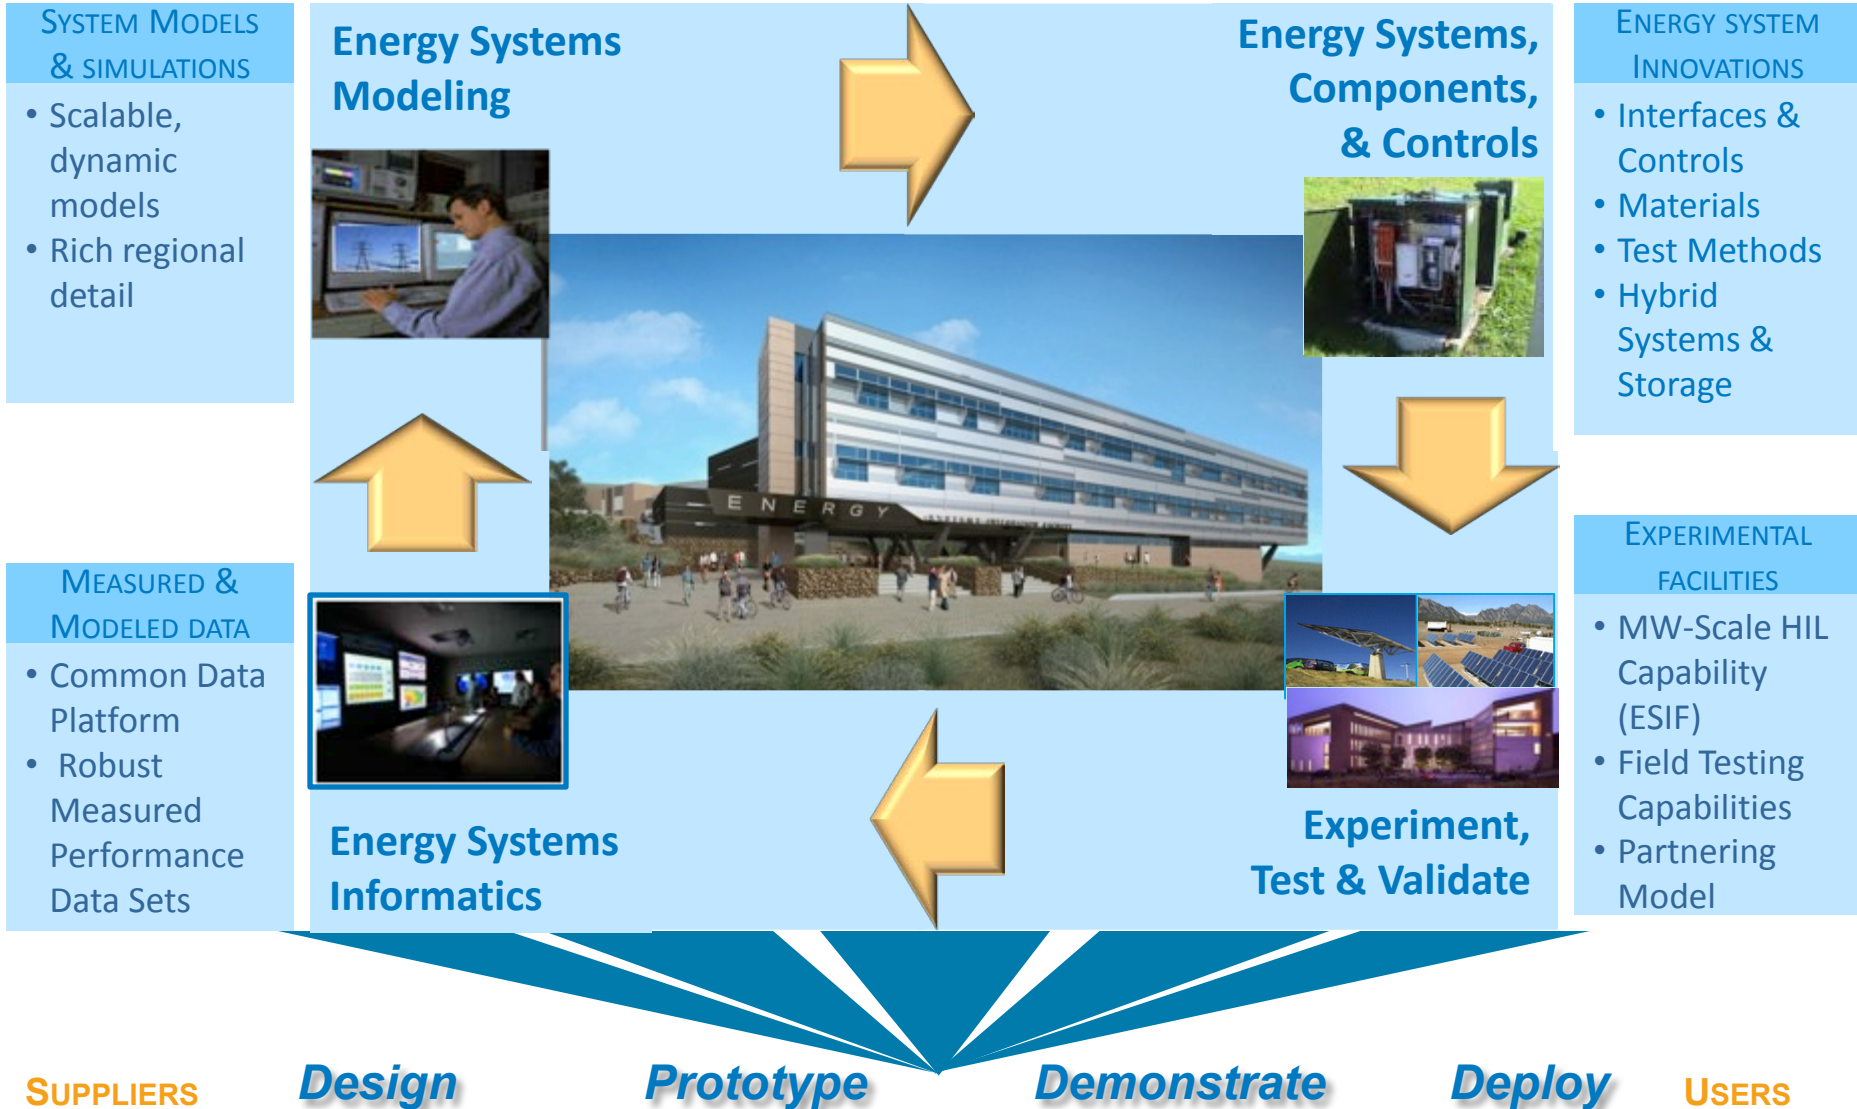 SYSTEM MODELS
& SIMULATIONS
• Scalable,
dynamic
models
• Rich regional
detail
Energy Systems
Modeling
Energy Systems,
Components,
& Controls
ENERGY SYSTEM
INNOVATIONS
• Interfaces &
Controls
• Materials
• Test Methods
• Hybrid
Systems &
Storage
ENERGY
MEASURED &
MODELED DATA
• Common Data
Platform
• Robust
Measured
Performance
Data Sets
Energy Systems
Informatics
Experiment,
Test & Validate
EXPERIMENTAL
FACILITIES
• MW-Scale HIL
Capability
(ESIF)
• Field Testing
Capabilities
• Partnering
Model
SUPPLIERS
Design
Prototype
Demonstrate
Deploy
USERS